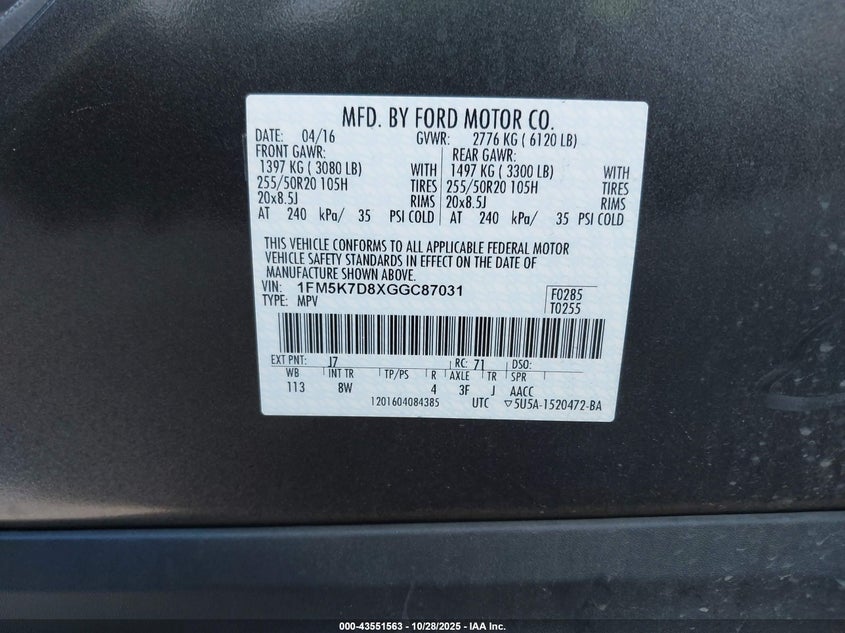 MFD. BY FORD MOTOR CO.
DATE: 04/16 GVWR: 2776 KG ( 6120 LB)
FRONT GAWR: REAR GAWR:
1397 KG ( 3080 LB) WITH 1497 KG ( 3300 LB) WITH
255/50R20 105H TIRES 255/50R20 105H TIRES
20x8.5J RIMS 20x8.5J RIMS
AT 240 kPa/ 35 PSI COLD AT 240 kPa/ 35 PSI COLD
THIS VEHICLE CONFORMS TO ALL APPLICABLE FEDERAL MOTOR
VEHICLE SAFETY STANDARDS IN EFFECT ON THE DATE OF
MANUFACTURE SHOWN ABOVE.
VIN: 1FM5K7D8XGGC87031
TYPE: MPV
F0285
T0255
EXT PNT: J7 RC: 71 DSO:
WB INT TR TP/PS R AXLE TR SPR
113 8W 4 3F J AACC
1201604084385 UTC ▽5U5A-1520472-BA
000-43551563 | 10/28/2025 - IAA Inc.